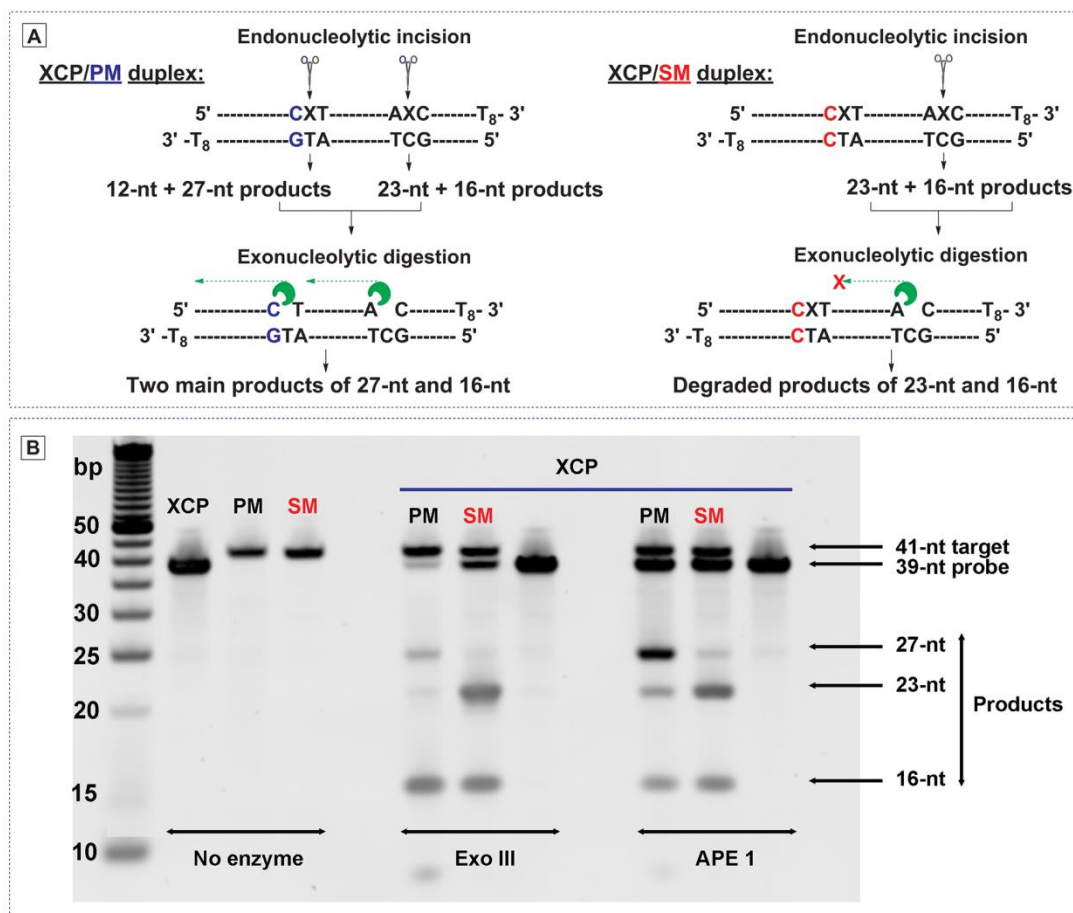 A
Endonucleolytic incision
XCP/PM duplex:
5' ----------CXT---------AXC------T8- 3'
3' -T8 ----------GTA--------TCG------5'
12-nt + 27-nt products
23-nt + 16-nt products
Exonucleolytic digestion
5' ----------C T---------A C------T8- 3'
3' -T8 ----------GTA--------TCG------ 5'
Two main products of 27-nt and 16-nt
Endonucleolytic incision
XCP/SM duplex:
5' ----------CXT---------AXC------T8- 3'
3' -T8 ----------CTA--------TCG------5'
23-nt + 16-nt products
Exonucleolytic digestion
X
5' ----------CXT---------A C------T8- 3'
3' -T8 ----------CTA--------TCG------ 5'
Degraded products of 23-nt and 16-nt
B
bp
50
40
30
25
20
15
10
XCP PM SM
No enzyme
XCP
PM SM
Exo III
PM SM
APE 1
41-nt target
39-nt probe
27-nt
23-nt
16-nt
Products